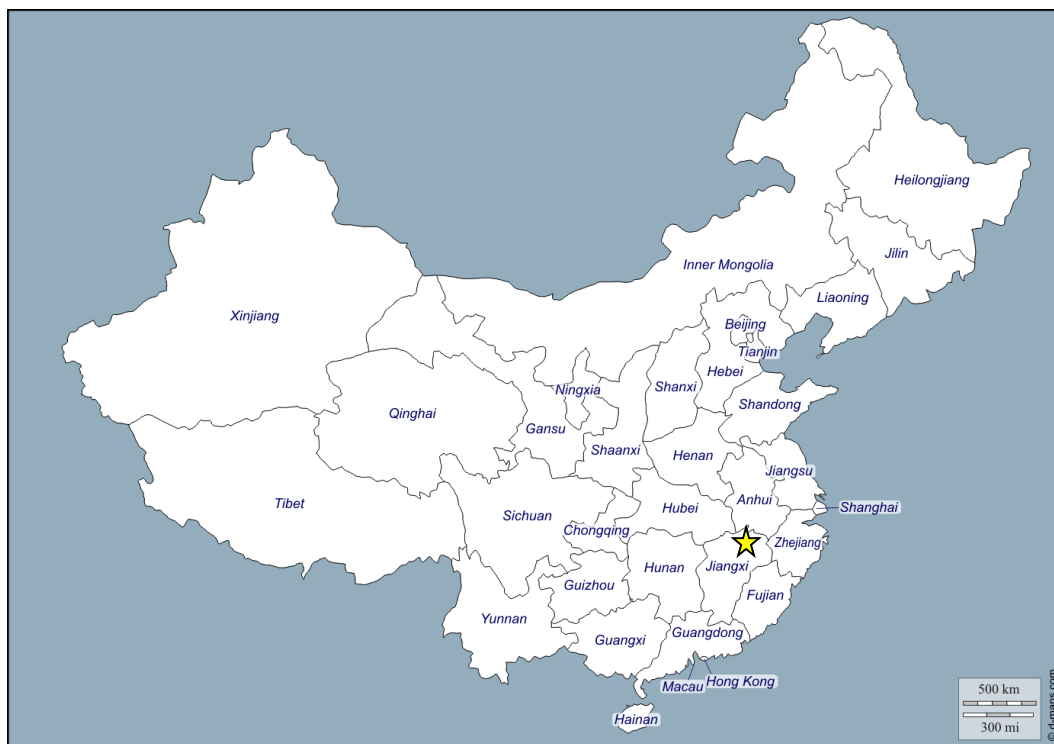 Heilongjiang
Jilin
Inner Mongolia
Liaoning
Xinjiang
Beijing
Tianjin
Hebei
Shanxi
Ningxia
Shandong
Qinghai
Gansu
Shaanxi
Henan
Jiangsu
Tibet
Anhui
Shanghai
Hubei
Sichuan
Chongqing
Zhejiang
Jiangxi
Hunan
Guizhou
Fujian
Yunnan
Guangdong
Guangxi
Macau
Hong Kong
Hainan
500 km
300 mi
© d-maps.com